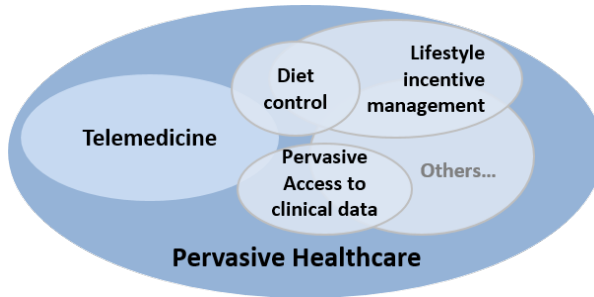 Telemedicine
Diet
control
Lifestyle
incentive
management
Pervasive
Access to
clinical data
Others...
Pervasive Healthcare